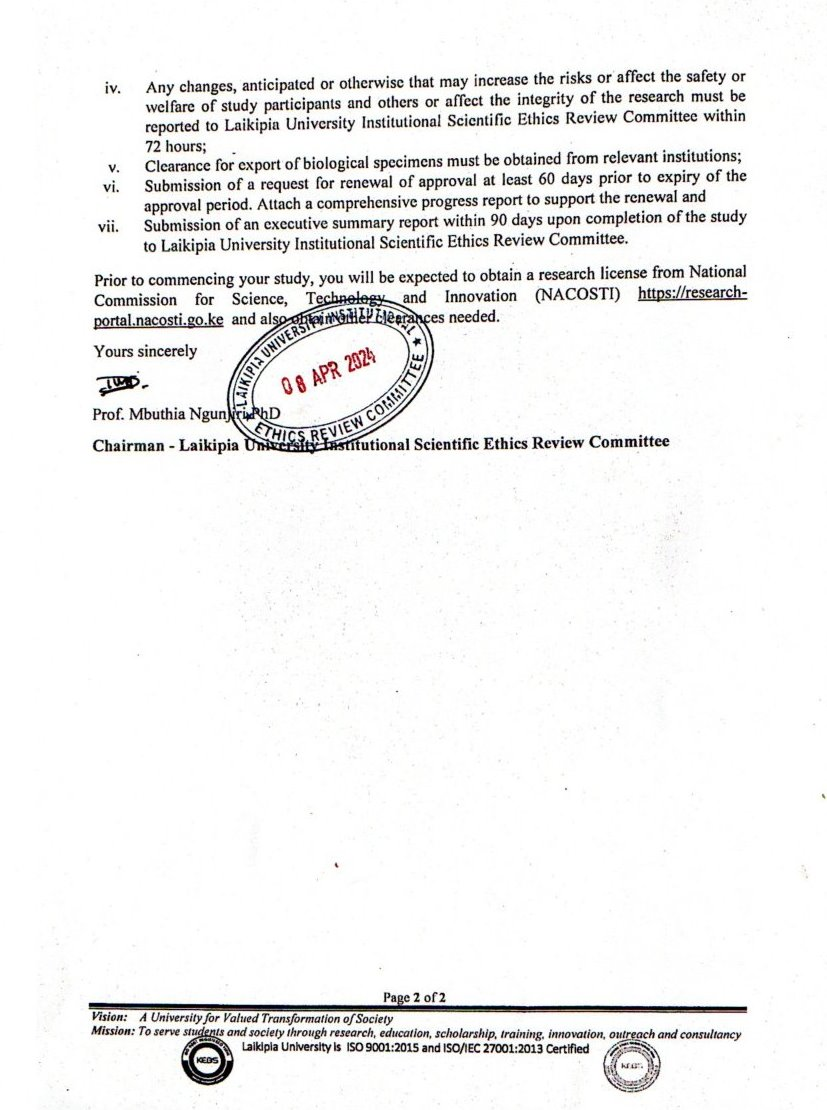 iv. Any changes, anticipated or otherwise that may increase the risks or affect the safety or
welfare of study participants and others or affect the integrity of the research must be
reported to Laikipia University Institutional Scientific Ethics Review Committee within
72 hours;
v. Clearance for export of biological specimens must be obtained from relevant institutions;
vi. Submission of a request for renewal of approval at least 60 days prior to expiry of the
approval period. Attach a comprehensive progress report to support the renewal and
vii. Submission of an executive summary report within 90 days upon completion of the study
to Laikipia University Institutional Scientific Ethics Review Committee.
Prior to commencing your study, you will be expected to obtain a research license from National
Commission for Science, Technology and Innovation (NACOSTI) https://research-
portal.nacosti.go.ke and also obtain other clearances needed.
Yours sincerely
LAIKIPIA UNIVERSITY INSTITUTIONAL
08 APR 2024
ETHICS REVIEW COMMITTEE
Prof. Mbuthia Ngunjiri, PhD
Chairman - Laikipia University Institutional Scientific Ethics Review Committee
Page 2 of 2
Vision: A University for Valued Transformation of Society
Mission: To serve students and society through research, education, scholarship, training, innovation, outreach and consultancy
Laikipia University is ISO 9001:2015 and ISO/IEC 27001:2013 Certified
KEBS
KEBS